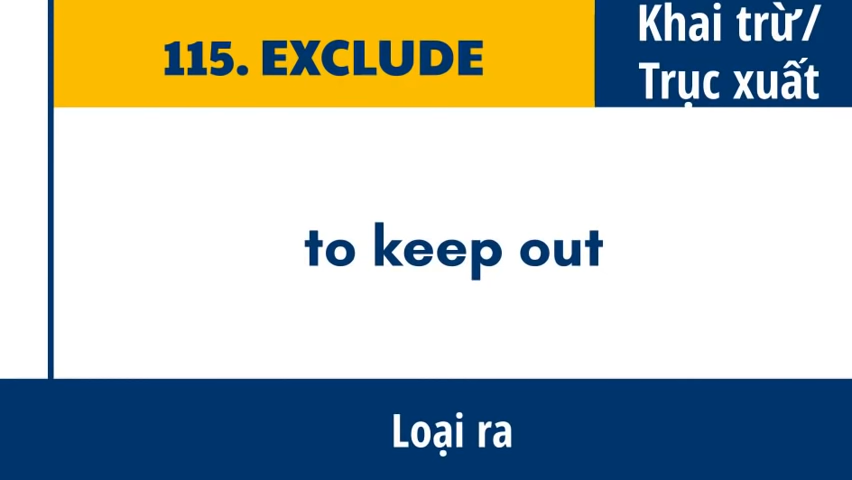 115. EXCLUDE
Khai trừ/
Trục xuất
to keep out
Loại ra